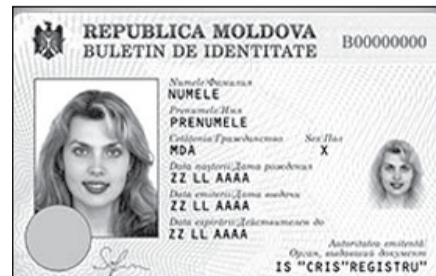 REPUBLICA MOLDOVA
BULETIN DE IDENTITATE
B00000000
Numele/Фамилия
NUMELE
Prenumele/Имя
PRENUMELE
Cetăţenia/Гражданство Sex/Пол
MDA X
Data naşterii/Дата рождения
ZZ LL AAAA
Data emiterii/Дата выдачи
ZZ LL AAAA
Data expirării/Действителен до
ZZ LL AAAA
Autoritatea emitentă/
Орган, выдавший документ
IS "CRIS"REGISTRU"